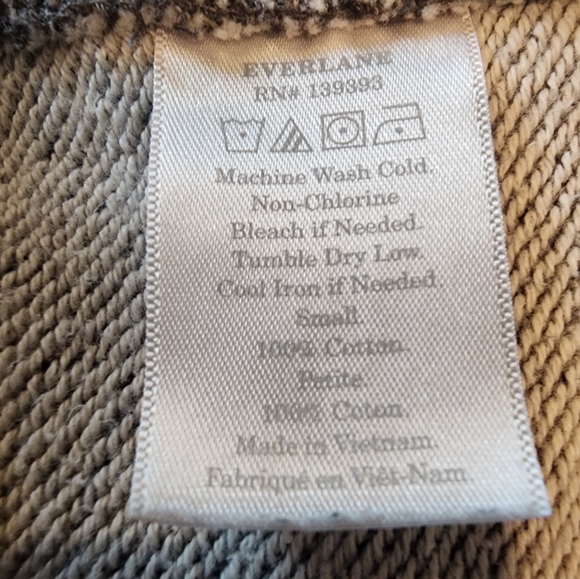 EVERLANE
RN# 139393
Machine Wash Cold.
Non-Chlorine
Bleach if Needed.
Tumble Dry Low.
Cool Iron if Needed.
Small
100% Cotton.
Petite.
100% Coton.
Made in Vietnam.
Fabriqué en Viêt-Nam.